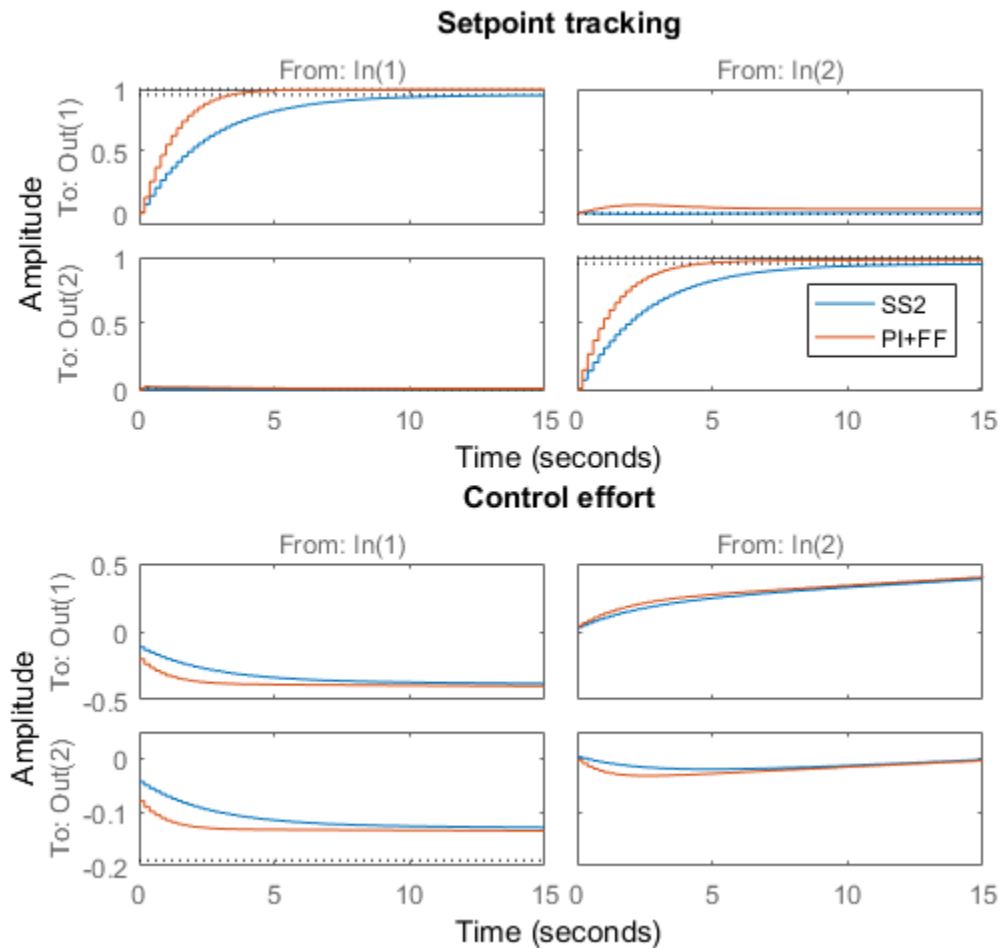 Setpoint tracking
From: In(1)
From: In(2)
Amplitude
To: Out(1)
1
0.5
0
To: Out(2)
1
0.5
0
SS2
PI+FF
0 5 10 15 0 5 10 15
Time (seconds)
Control effort
From: In(1)
From: In(2)
Amplitude
To: Out(1)
0.5
0
-0.5
To: Out(2)
0
-0.1
-0.2
0 5 10 15 0 5 10 15
Time (seconds)